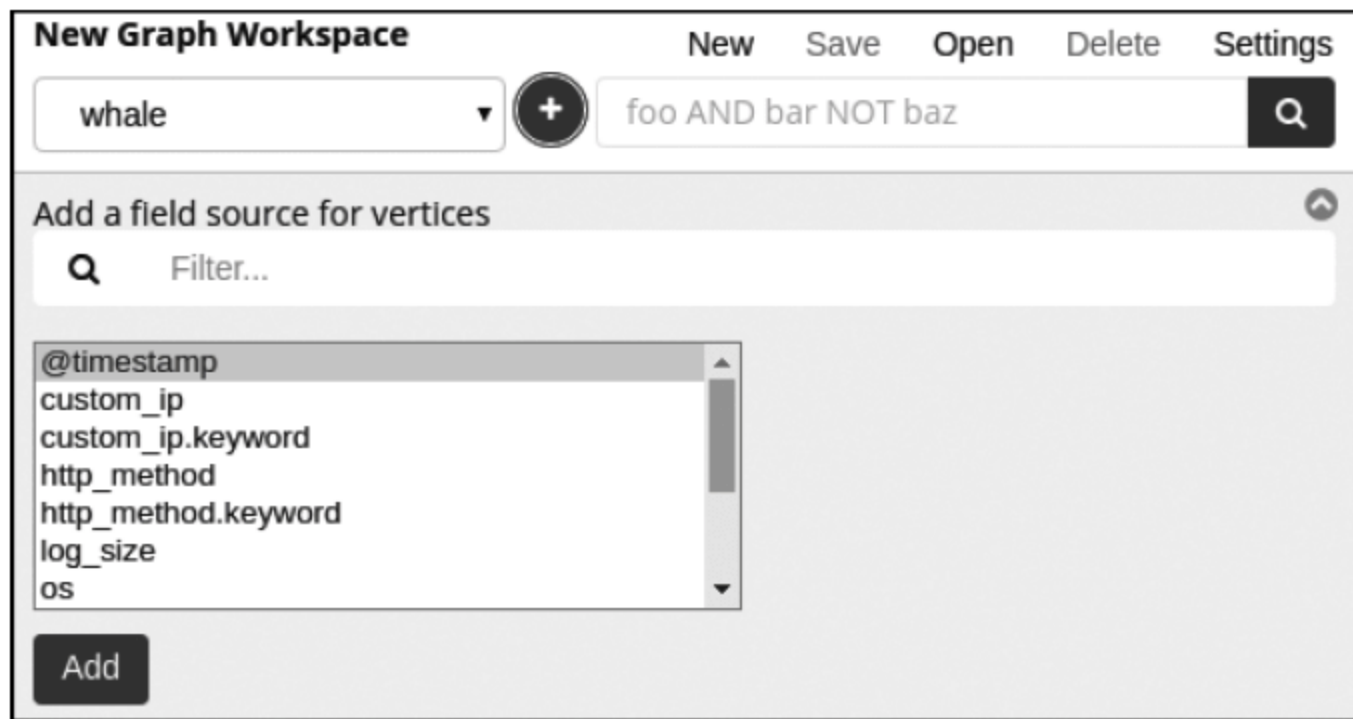 New Graph Workspace
New Save Open Delete Settings
whale
foo AND bar NOT baz
Add a field source for vertices
Filter...
@timestamp
custom_ip
custom_ip.keyword
http_method
http_method.keyword
log_size
os
Add